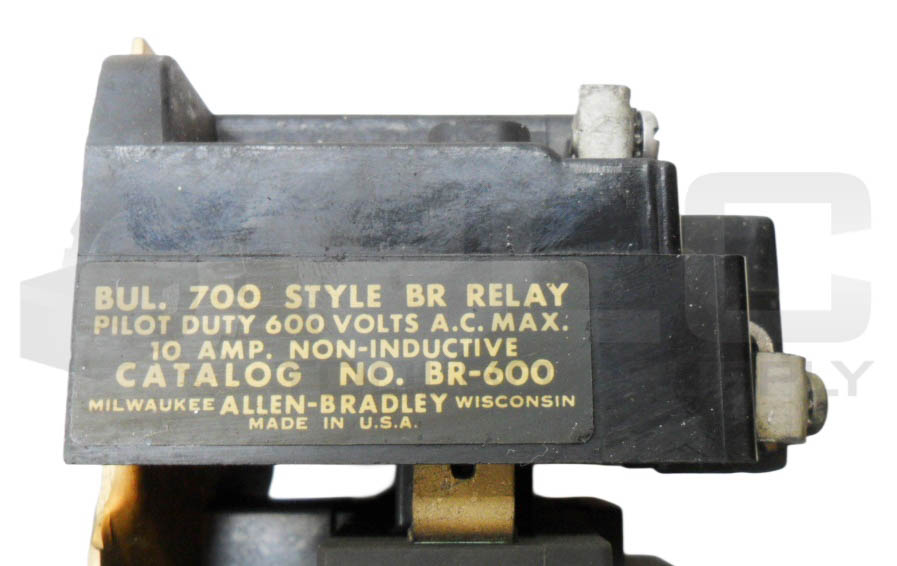 BUL. 700 STYLE BR RELAY
PILOT DUTY 600 VOLTS A.C. MAX.
10 AMP. NON-INDUCTIVE
CATALOG NO. BR-600
MILWAUKEE ALLEN-BRADLEY WISCONSIN
MADE IN U.S.A.